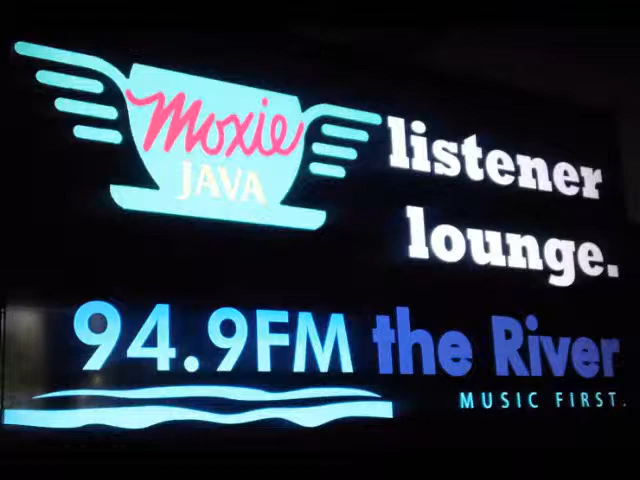 Moxie
JAVA
listener
lounge.
94.9FM the River
MUSIC FIRST.